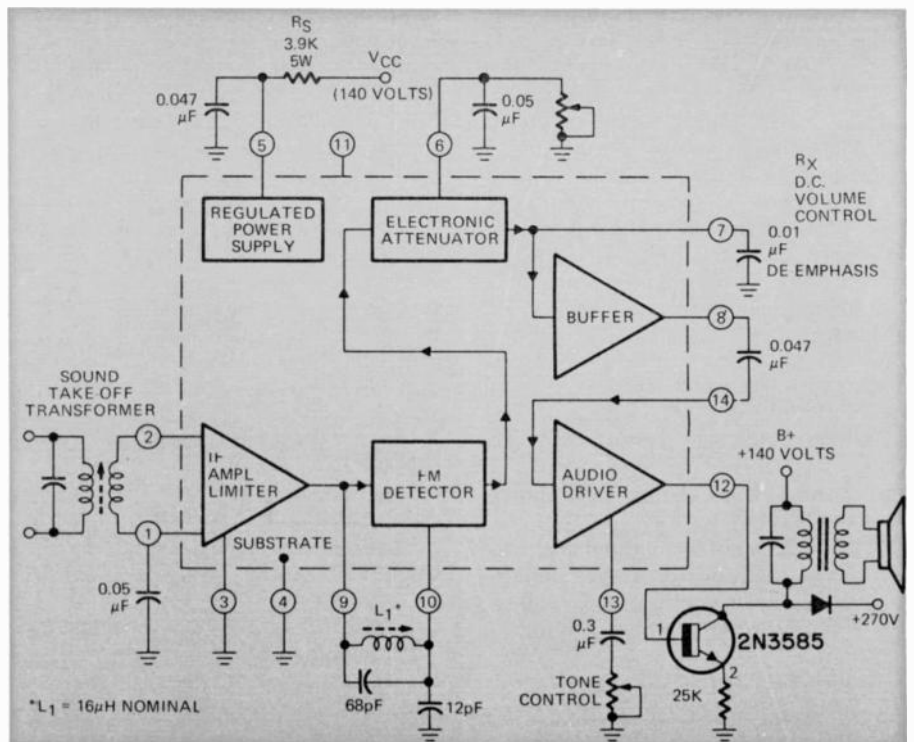 RS
3.9K
5W
VCC
(140 VOLTS)
0.047
µF
0.05
µF
5
11
6
RX
D.C.
VOLUME
CONTROL
REGULATED
POWER
SUPPLY
ELECTRONIC
ATTENUATOR
7
0.01
µF
DE EMPHASIS
BUFFER
8
0.047
µF
SOUND
TAKE-OFF
TRANSFORMER
14
2
IF
AMPL
LIMITER
FM
DETECTOR
AUDIO
DRIVER
12
B+
+140 VOLTS
1
SUBSTRATE
0.05
µF
3
4
9
L1*
10
13
0.3
µF
+270V
1
2N3585
2
68pF
12pF
TONE
CONTROL
25K
*L1 = 16µH NOMINAL